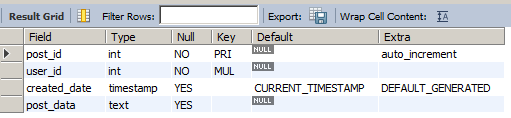 Result Grid Filter Rows: Export: Wrap Cell Content: IA
Field Type Null Key Default Extra
post_id int NO PRI NULL auto_increment
user_id int NO MUL NULL
created_date timestamp YES CURRENT_TIMESTAMP DEFAULT_GENERATED
post_data text YES NULL